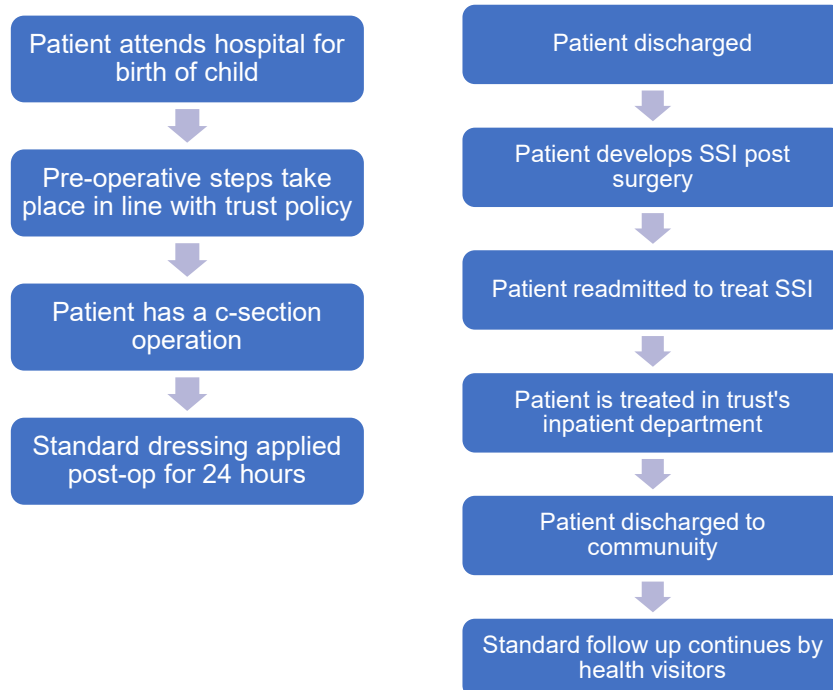 Patient attends hospital for
birth of child
Pre-operative steps take
place in line with trust policy
Patient has a c-section
operation
Standard dressing applied
post-op for 24 hours
Patient discharged
Patient develops SSI post
surgery
Patient readmitted to treat SSI
Patient is treated in trust's
inpatient department
Patient discharged to
communuity
Standard follow up continues by
health visitors